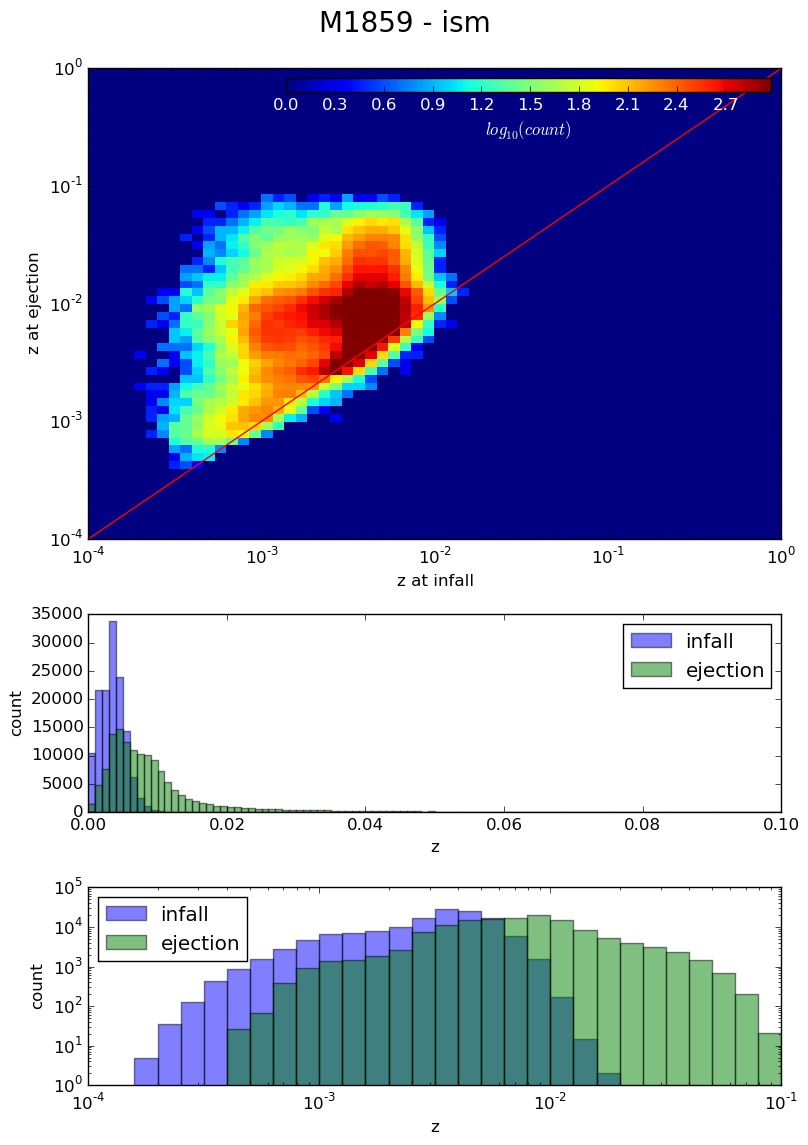 M1859 - ism
10^0
0.0 0.3 0.6 0.9 1.2 1.5 1.8 2.1 2.4 2.7
log_10(count)
10^-1
z at ejection
10^-2
10^-3
10^-4
10^-4 10^-3 10^-2 10^-1 10^0
z at infall
35000
30000
25000
20000
15000
10000
5000
0
count
infall
ejection
0.00 0.02 0.04 0.06 0.08 0.10
z
10^5
10^4
10^3
10^2
10^1
10^0
count
infall
ejection
10^-4 10^-3 10^-2 10^-1
z